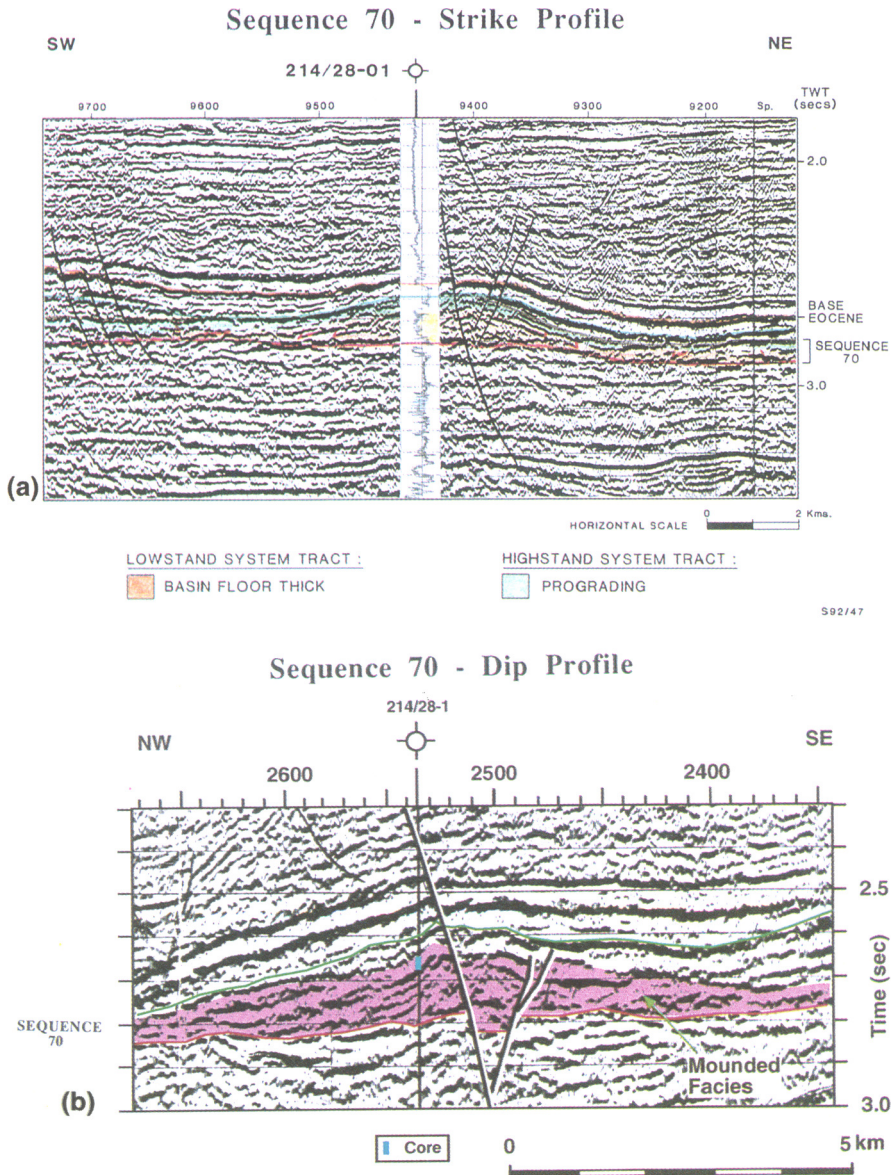 Sequence 70 - Strike Profile
SW
NE
214/28-01
9700 9600 9500 9400 9300 9200 Sp.
TWT
(secs)
2.0
BASE
EOCENE
SEQUENCE
70
3.0
(a)
HORIZONTAL SCALE
0 2 Kms.
LOWSTAND SYSTEM TRACT :
BASIN FLOOR THICK
HIGHSTAND SYSTEM TRACT :
PROGRADING
S92/47
Sequence 70 - Dip Profile
214/28-1
NW
SE
2600 2500 2400
2.5
Time (sec)
SEQUENCE
70
Mounded
Facies
(b)
3.0
Core
0 5 km